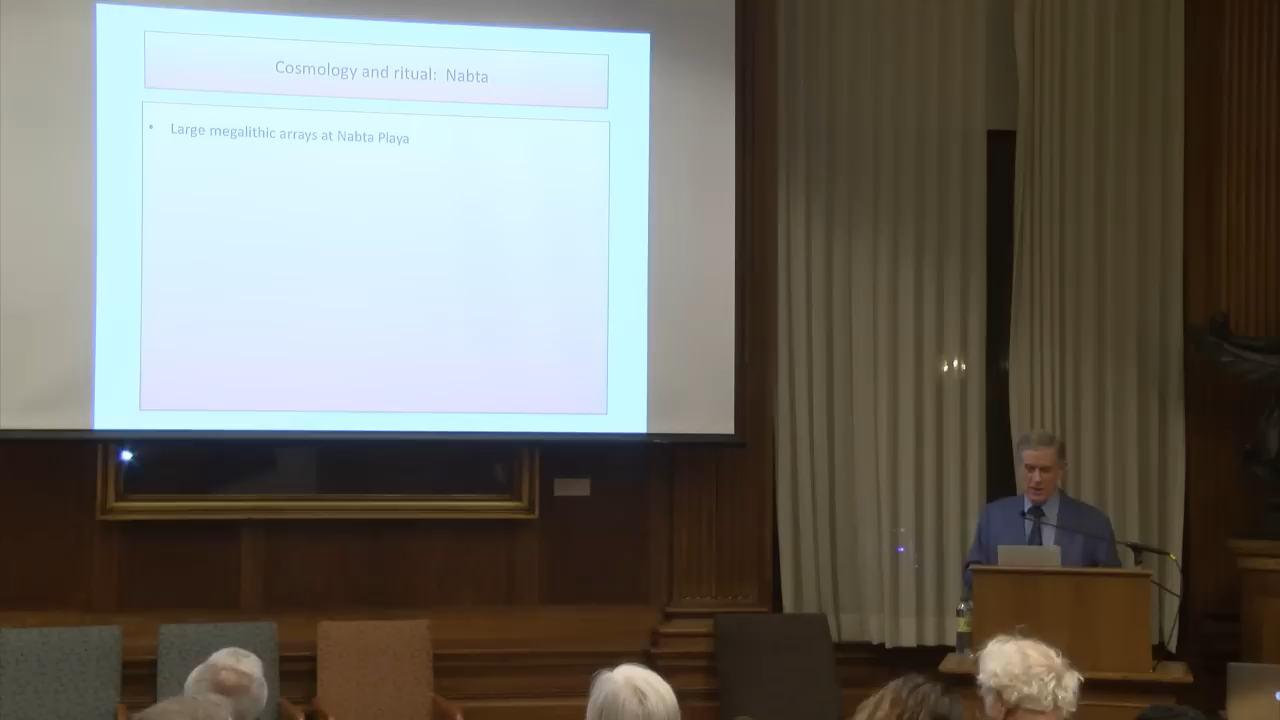 Cosmology and ritual: Nabta
• Large megalithic arrays at Nabta Playa